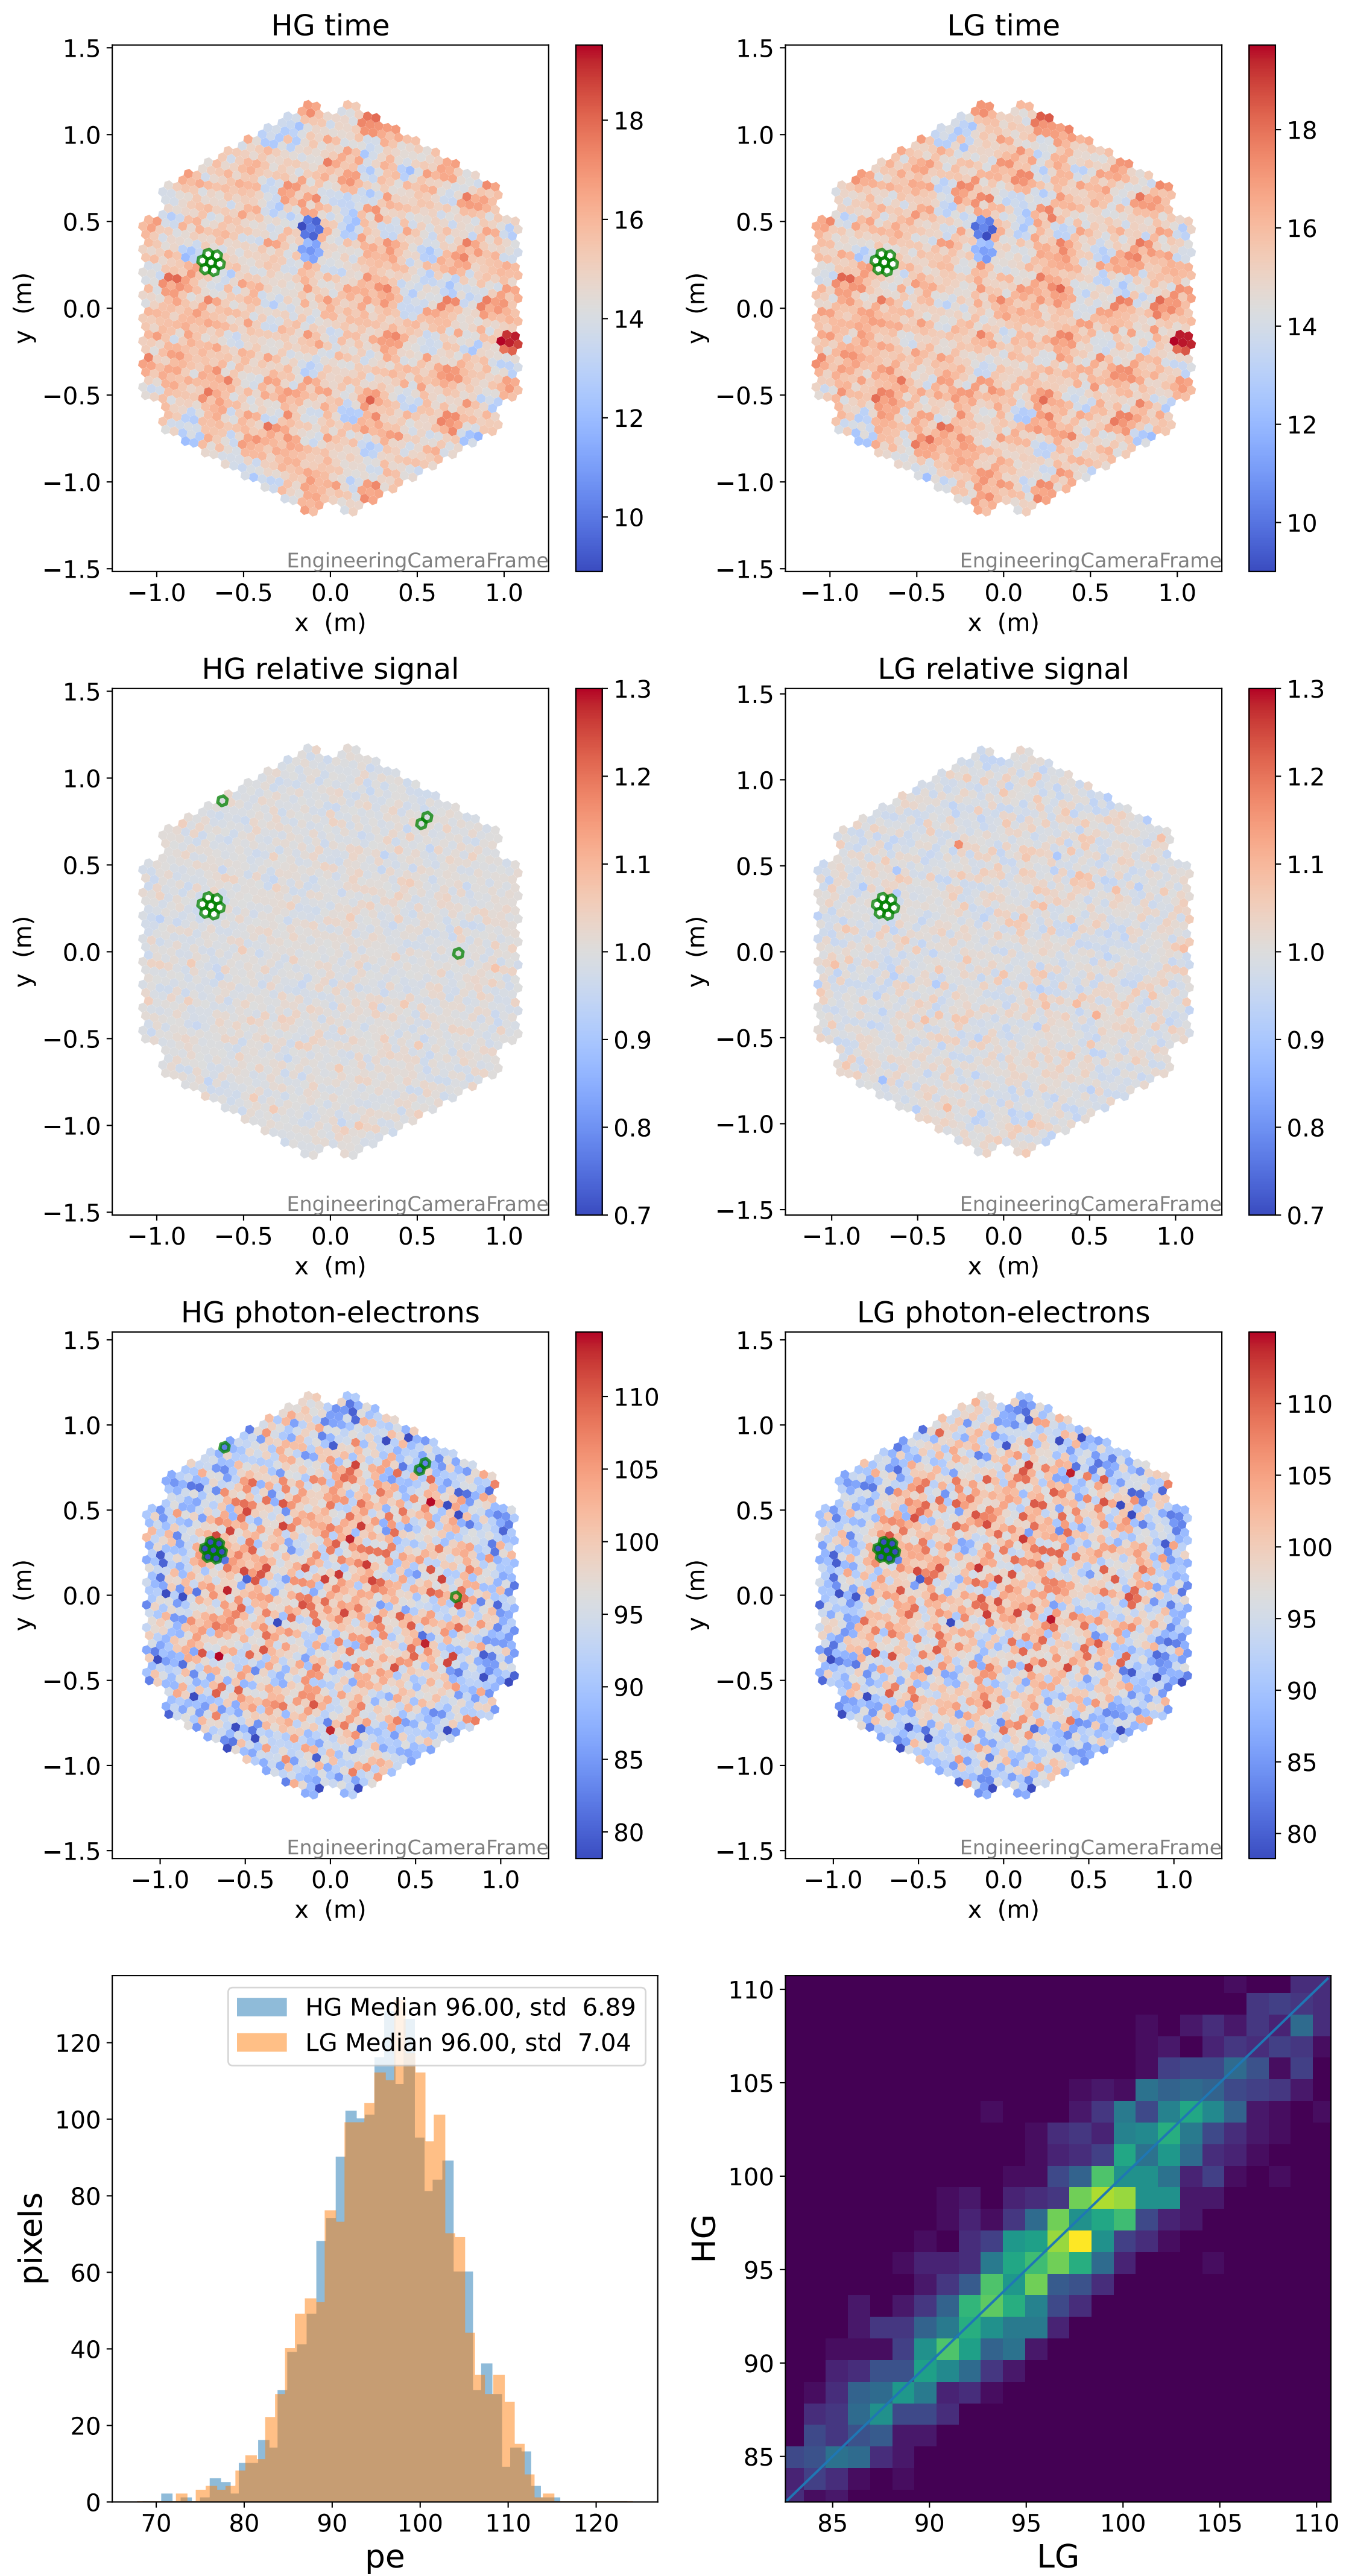 HG time
LG time
1.5
1.0
0.5
0.0
−0.5
−1.0
−1.5
y (m)
−1.0 −0.5 0.0 0.5 1.0
x (m)
EngineeringCameraFrame
18
16
14
12
10
1.5
1.0
0.5
0.0
−0.5
−1.0
−1.5
y (m)
−1.0 −0.5 0.0 0.5 1.0
x (m)
EngineeringCameraFrame
18
16
14
12
10
HG relative signal
LG relative signal
1.5
1.0
0.5
0.0
−0.5
−1.0
−1.5
y (m)
−1.0 −0.5 0.0 0.5 1.0
x (m)
EngineeringCameraFrame
1.3
1.2
1.1
1.0
0.9
0.8
0.7
1.5
1.0
0.5
0.0
−0.5
−1.0
−1.5
y (m)
−1.0 −0.5 0.0 0.5 1.0
x (m)
EngineeringCameraFrame
1.3
1.2
1.1
1.0
0.9
0.8
0.7
HG photon-electrons
LG photon-electrons
1.5
1.0
0.5
0.0
−0.5
−1.0
−1.5
y (m)
−1.0 −0.5 0.0 0.5 1.0
x (m)
EngineeringCameraFrame
110
105
100
95
90
85
80
1.5
1.0
0.5
0.0
−0.5
−1.0
−1.5
y (m)
−1.0 −0.5 0.0 0.5 1.0
x (m)
EngineeringCameraFrame
110
105
100
95
90
85
80
HG Median 96.00, std 6.89
LG Median 96.00, std 7.04
120
100
80
60
40
20
0
pixels
70 80 90 100 110 120
pe
110
105
100
95
90
85
HG
85 90 95 100 105 110
LG